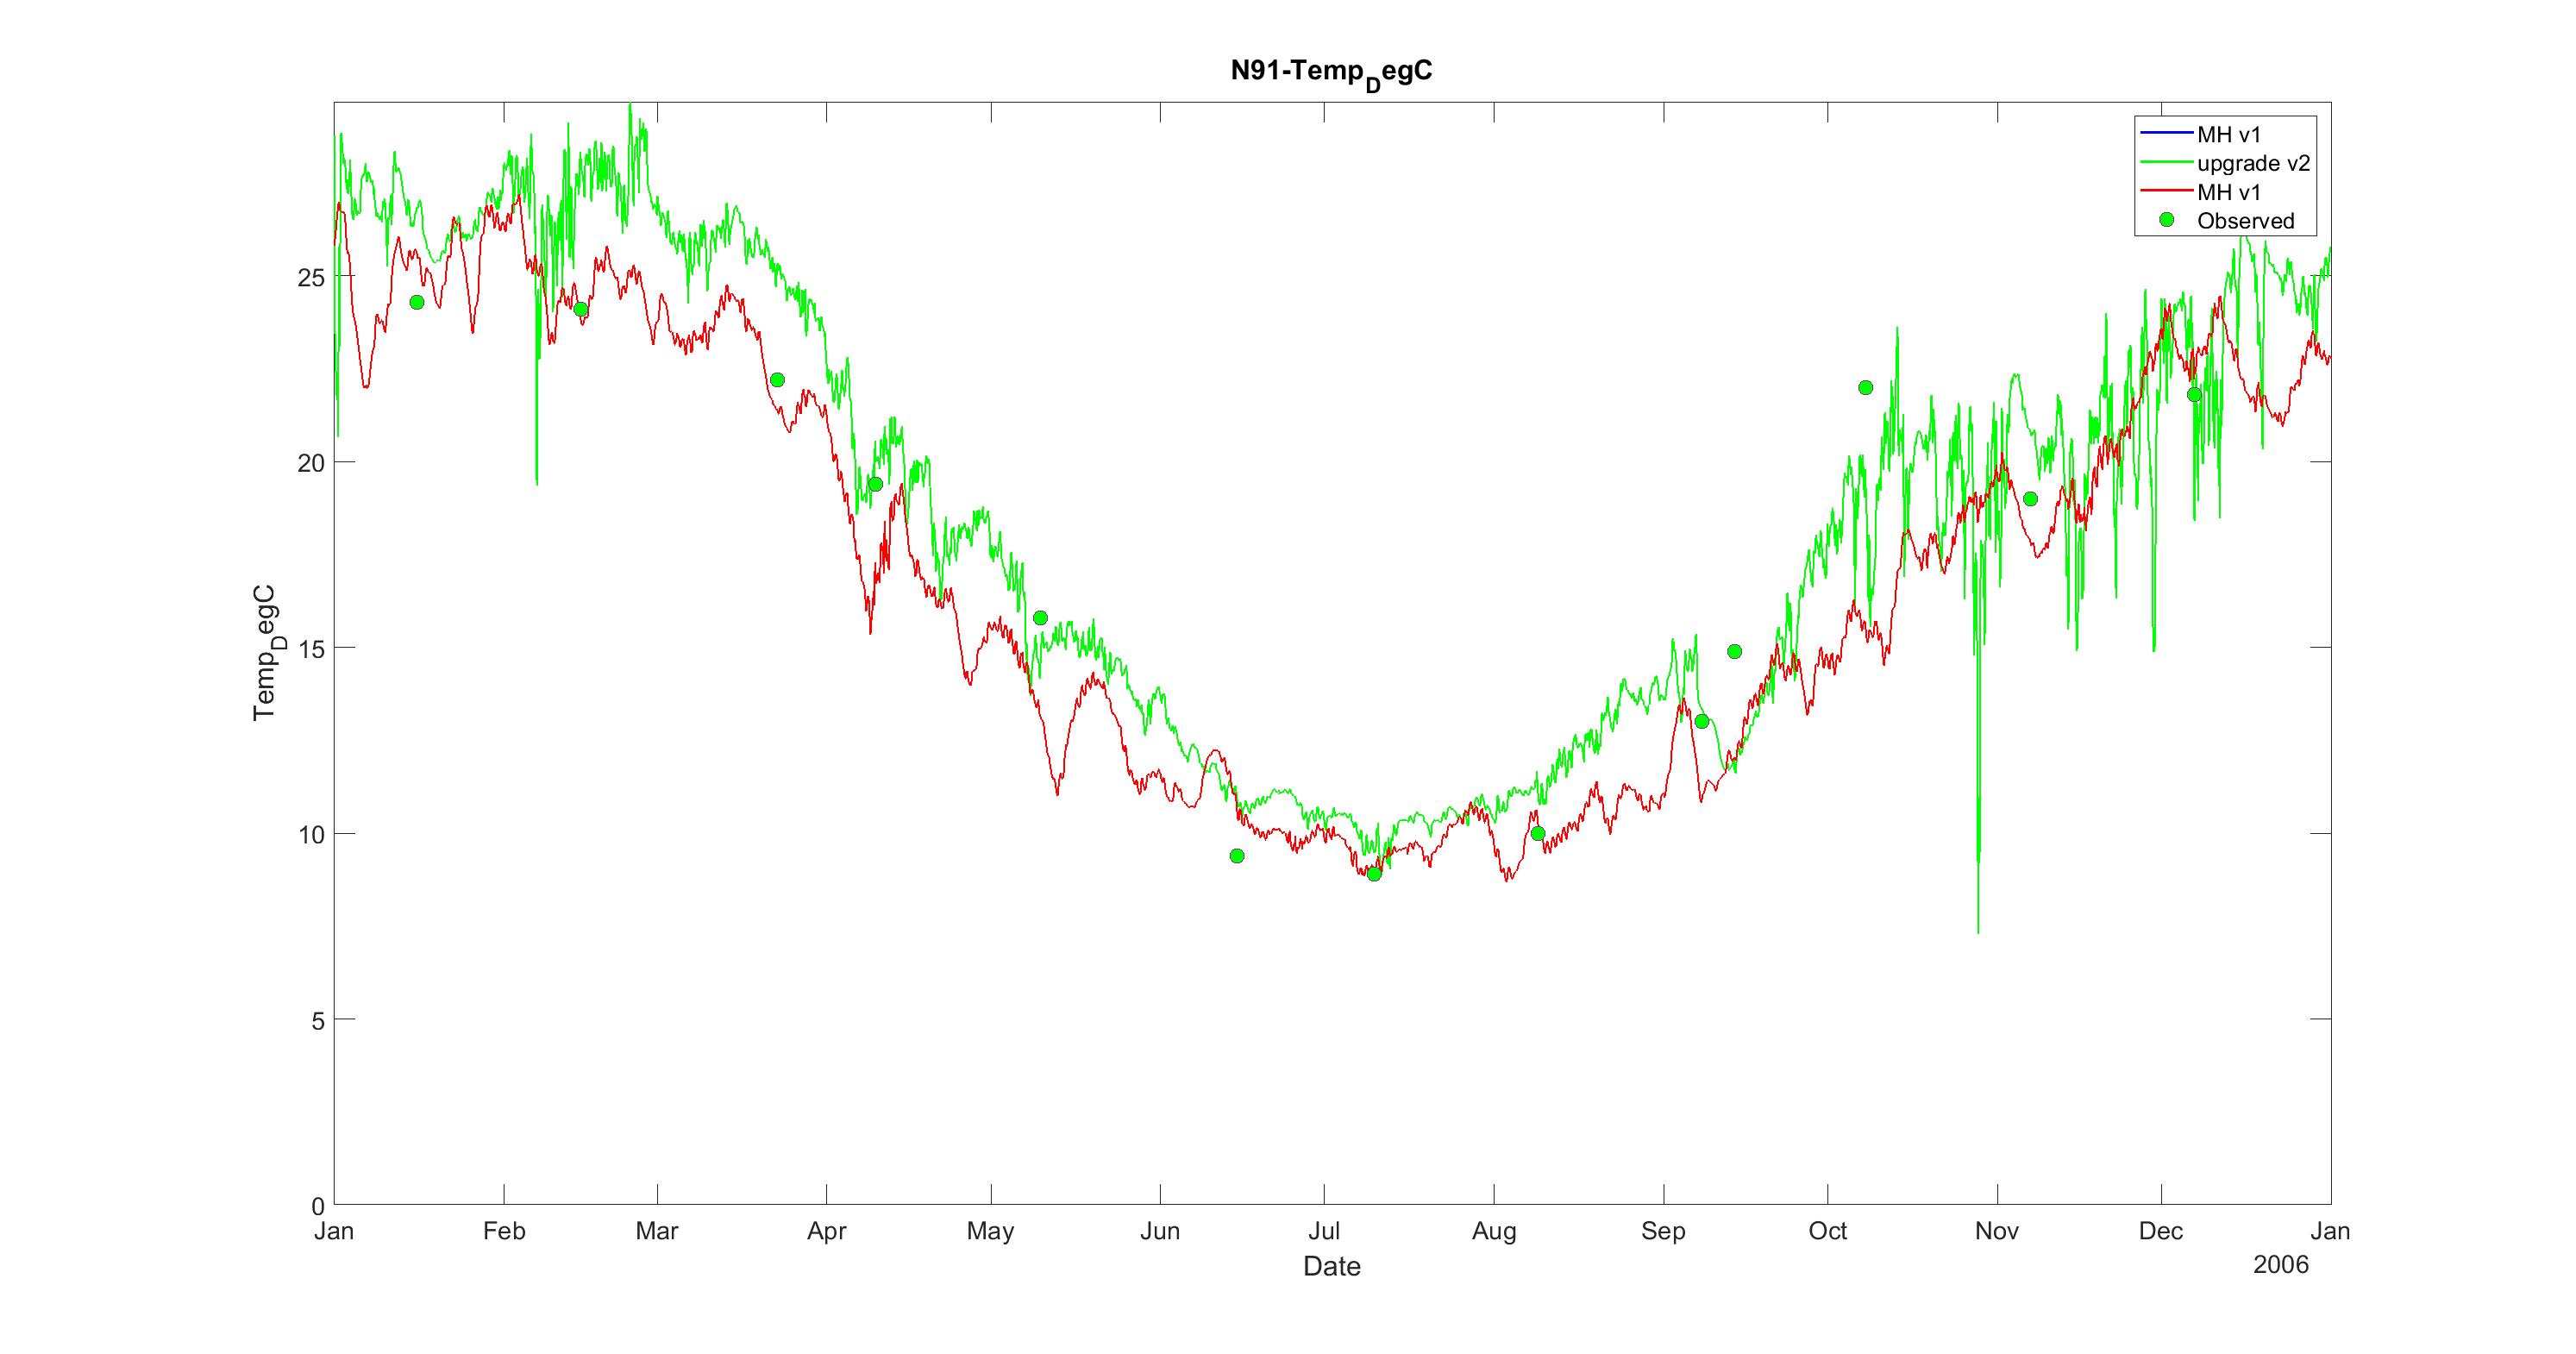 N91-Temp_DegC
MH v1
upgrade v2
MH v1
Observed
Temp_DegC
25
20
15
10
5
0
Jan Feb Mar Apr May Jun Jul Aug Sep Oct Nov Dec Jan
Date
2006